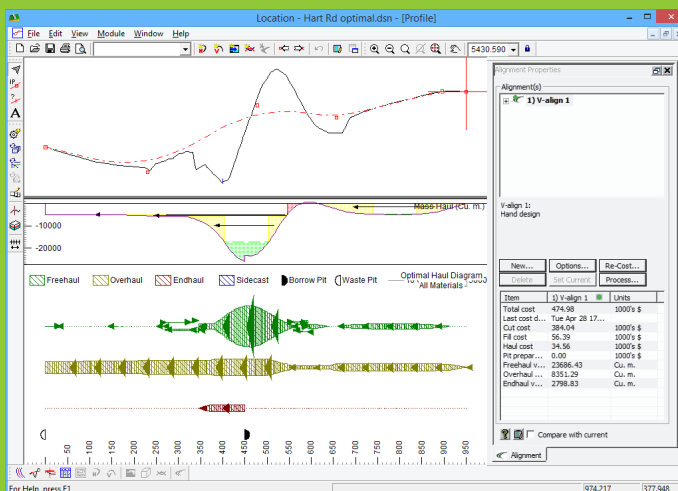 Location - Hart Rd optimal.dsn - [Profile]
File Edit View Module Window Help
5430.590
Alignment Properties
Alignment(s)
1) V-align 1
V-align 1:
Hand design
New... Options... Re-Cost...
Delete Set Current Process...
Item 1) V-align 1 Units
Total cost 474.98 1000's $
Last cost d... Tue Apr 28 17...
Cut cost 384.04 1000's $
Fill cost 56.39 1000's $
Haul cost 34.56 1000's $
Pit prepar... 0.00 1000's $
Freehaul v... 23686.43 Cu. m.
Overhaul ... 8351.29 Cu. m.
Endhaul v... 2798.83 Cu. m.
Compare with current
Alignment
Mass Haul (Cu. m.)
-10000
-20000
Freehaul Overhaul Endhaul Sidecast Borrow Pit Waste Pit
Optimal Haul Diagram
All Materials
50 100 150 200 250 300 350 400 450 500 550 600 650 700 750 800 850 900 950
For Help, press F1
974.217 377.948